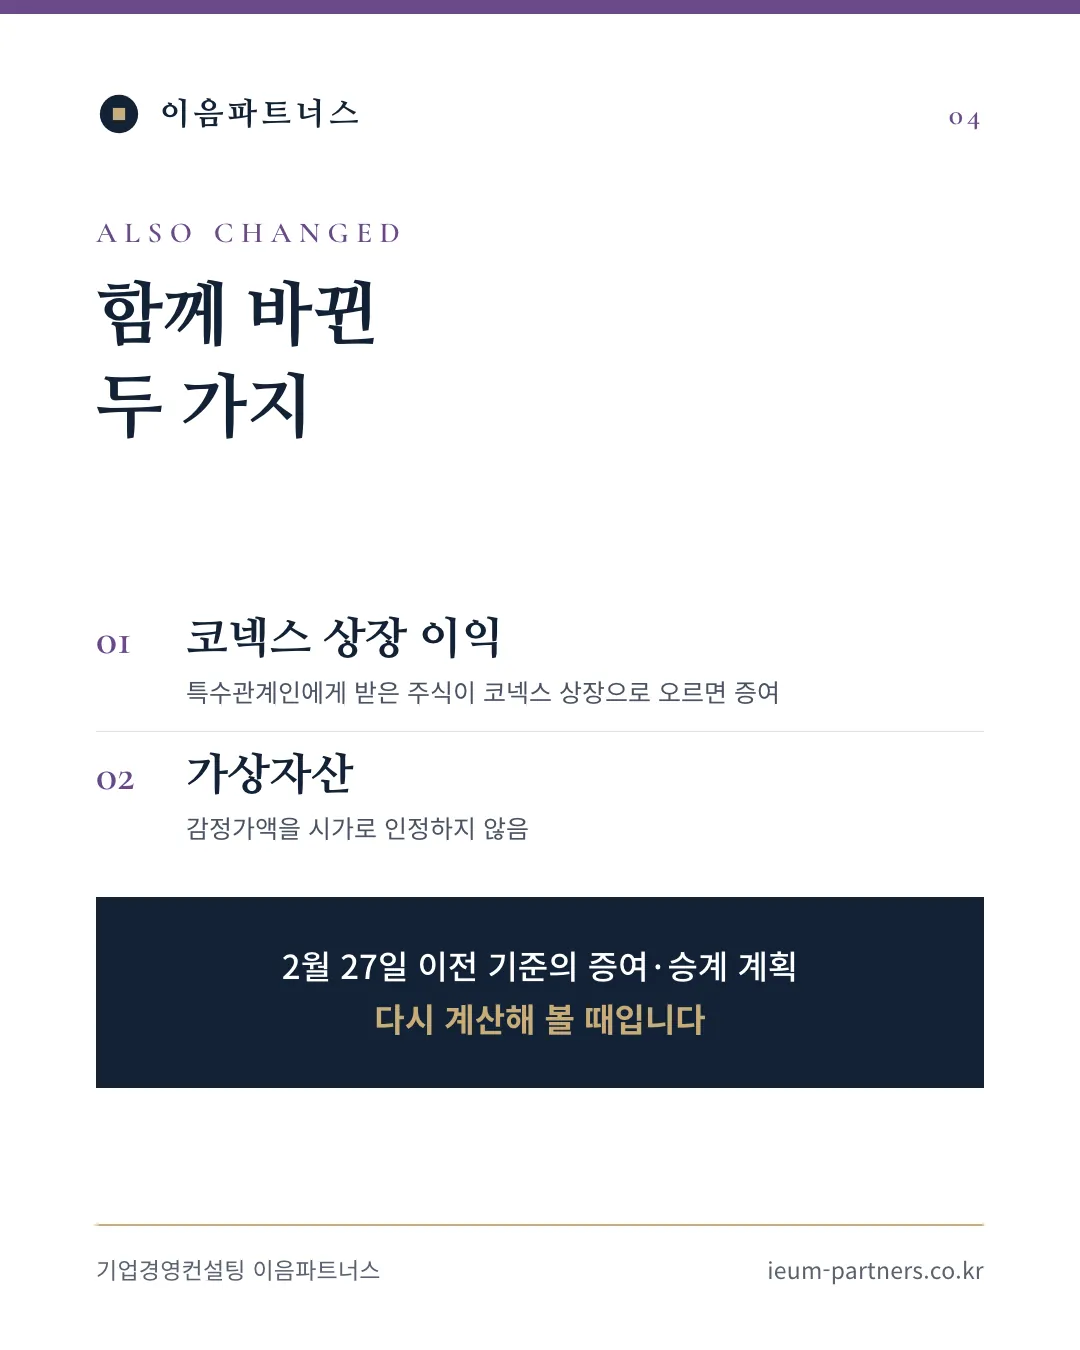 이음파트너스
04
ALSO CHANGED
함께 바뀐
두 가지
01 코넥스 상장 이익
특수관계인에게 받은 주식이 코넥스 상장으로 오르면 증여
02 가상자산
감정가액을 시가로 인정하지 않음
2월 27일 이전 기준의 증여·승계 계획
다시 계산해 볼 때입니다
기업경영컨설팅 이음파트너스
ieum-partners.co.kr